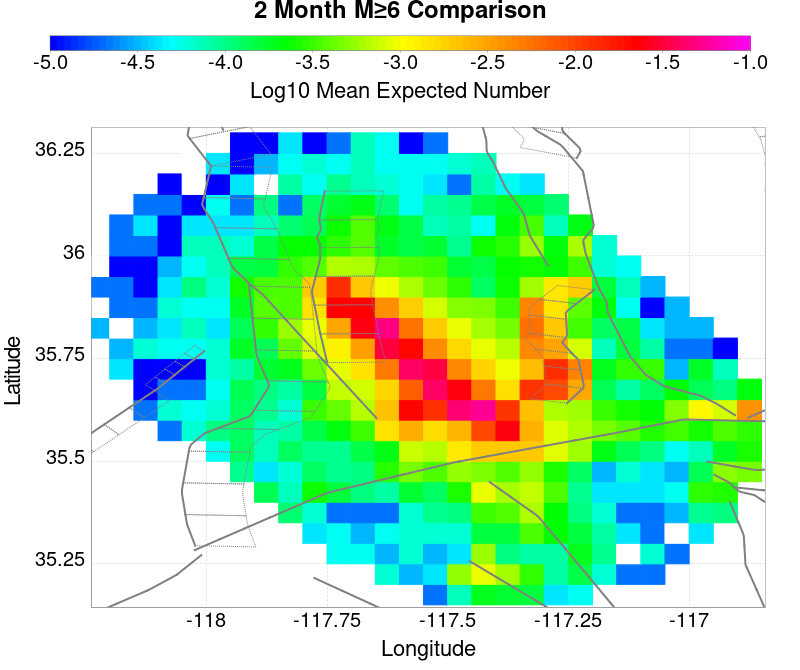 2 Month M≥6 Comparison
-5.0 -4.5 -4.0 -3.5 -3.0 -2.5 -2.0 -1.5 -1.0
Log10 Mean Expected Number
36.25
36
35.75
35.5
35.25
Latitude
-118 -117.75 -117.5 -117.25 -117
Longitude